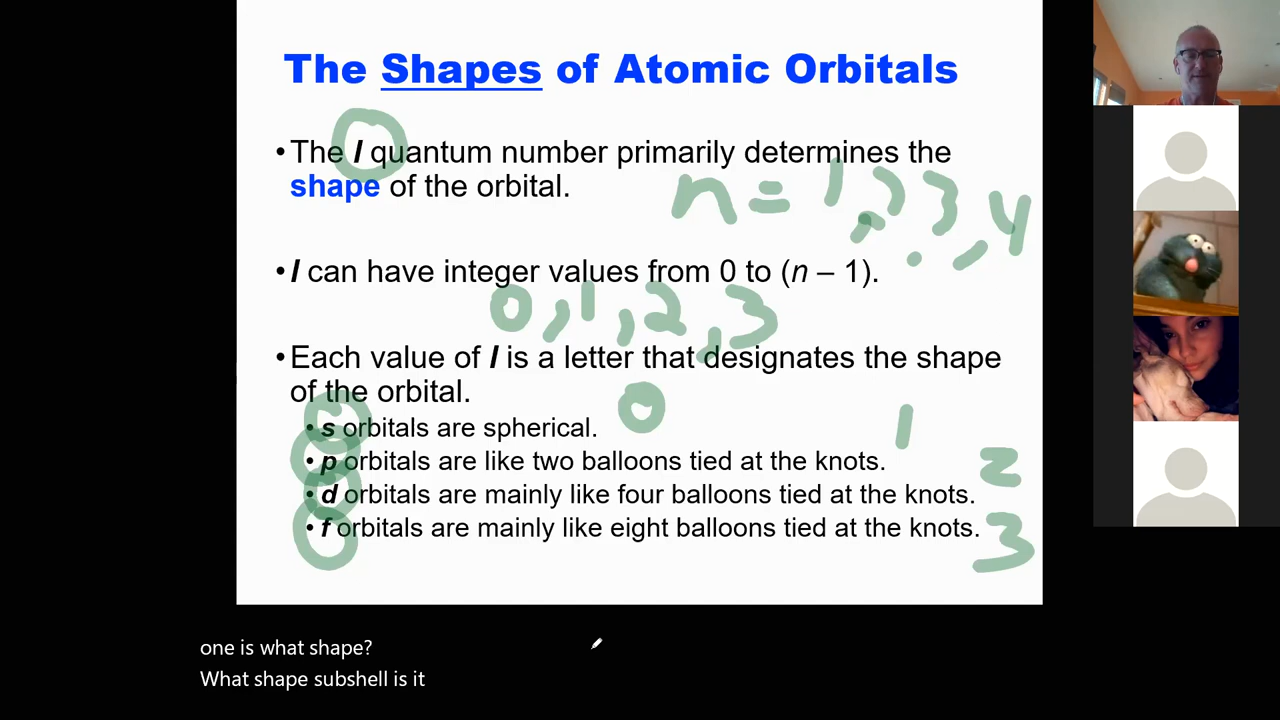 The Shapes of Atomic Orbitals
•The l quantum number primarily determines the
shape of the orbital.
n = 1, 2, 3, 4
•l can have integer values from 0 to (n – 1).
0, 1, 2, 3
•Each value of l is a letter that designates the shape
of the orbital.
• s orbitals are spherical. 0
• p orbitals are like two balloons tied at the knots. 1
• d orbitals are mainly like four balloons tied at the knots. 2
• f orbitals are mainly like eight balloons tied at the knots. 3
one is what shape?
What shape subshell is it